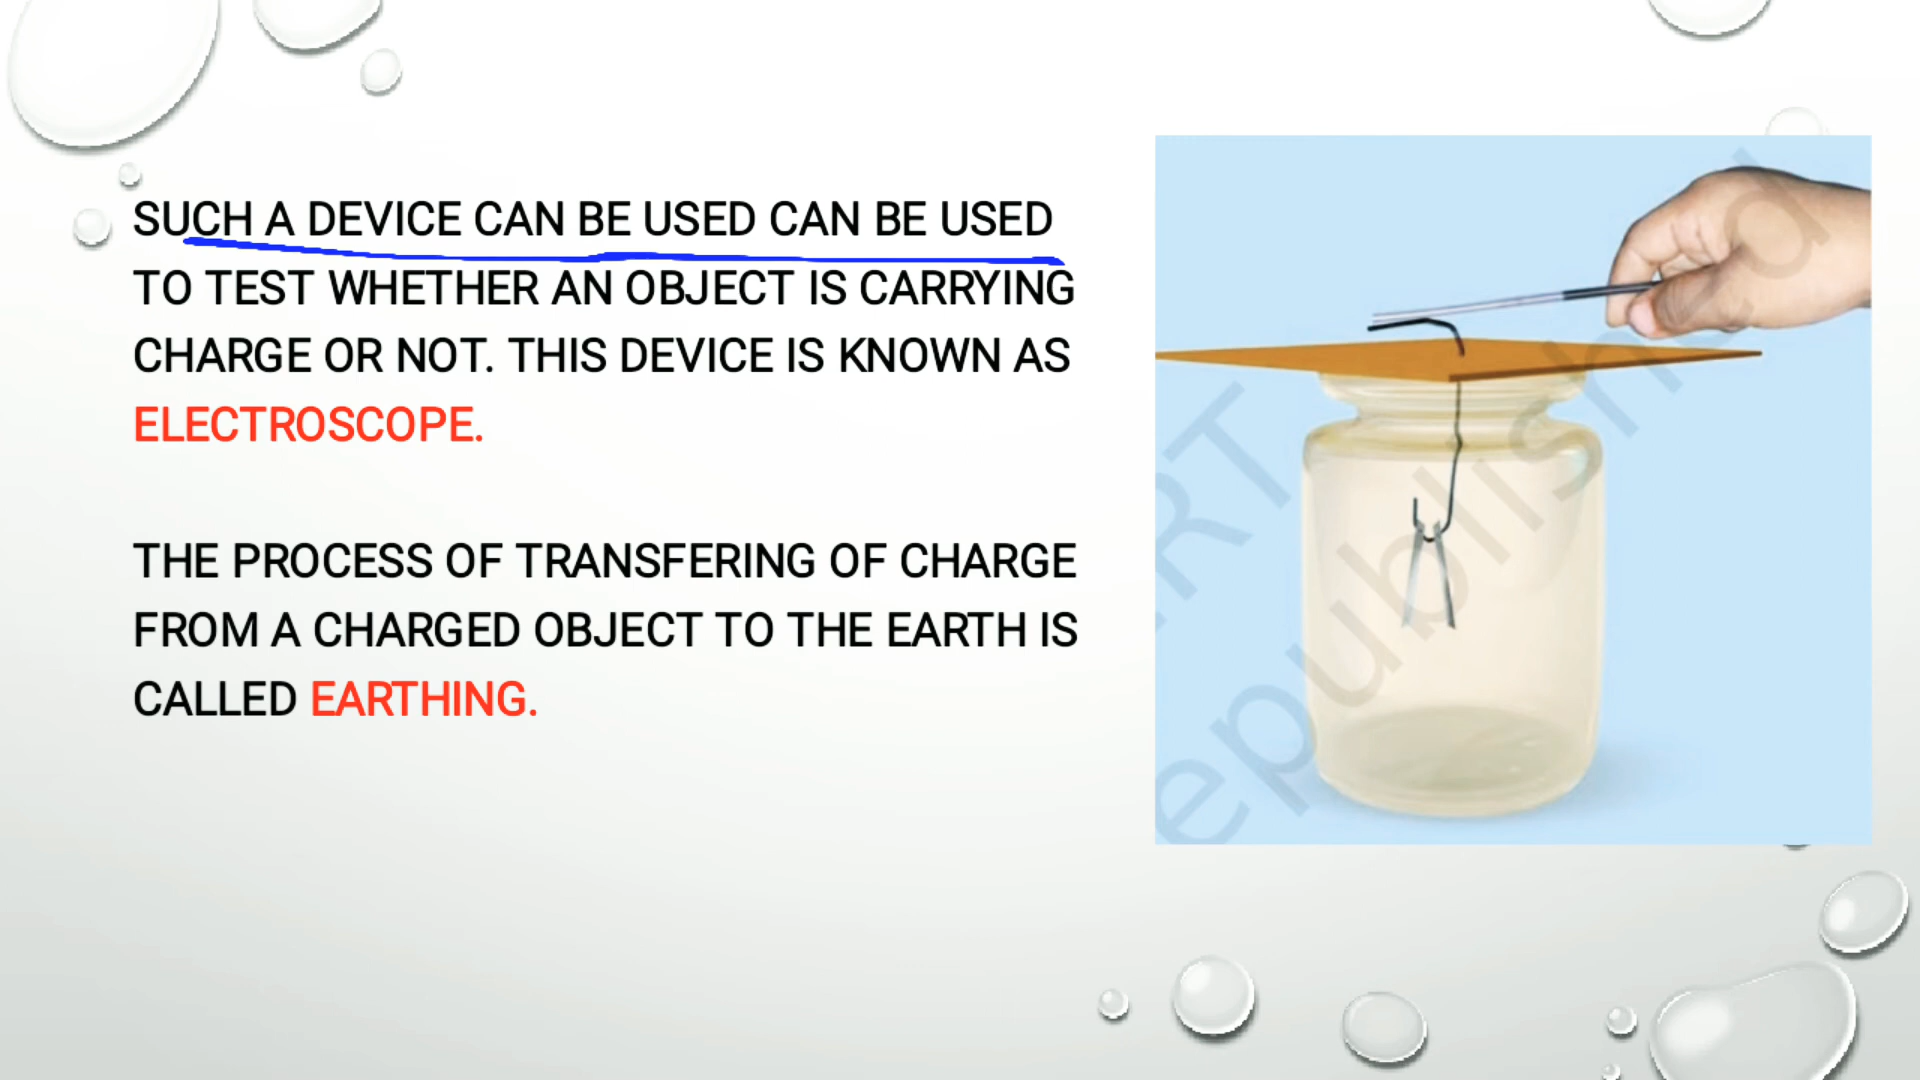 SUCH A DEVICE CAN BE USED CAN BE USED
TO TEST WHETHER AN OBJECT IS CARRYING
CHARGE OR NOT. THIS DEVICE IS KNOWN AS
ELECTROSCOPE.
THE PROCESS OF TRANSFERING OF CHARGE
FROM A CHARGED OBJECT TO THE EARTH IS
CALLED EARTHING.
epublished